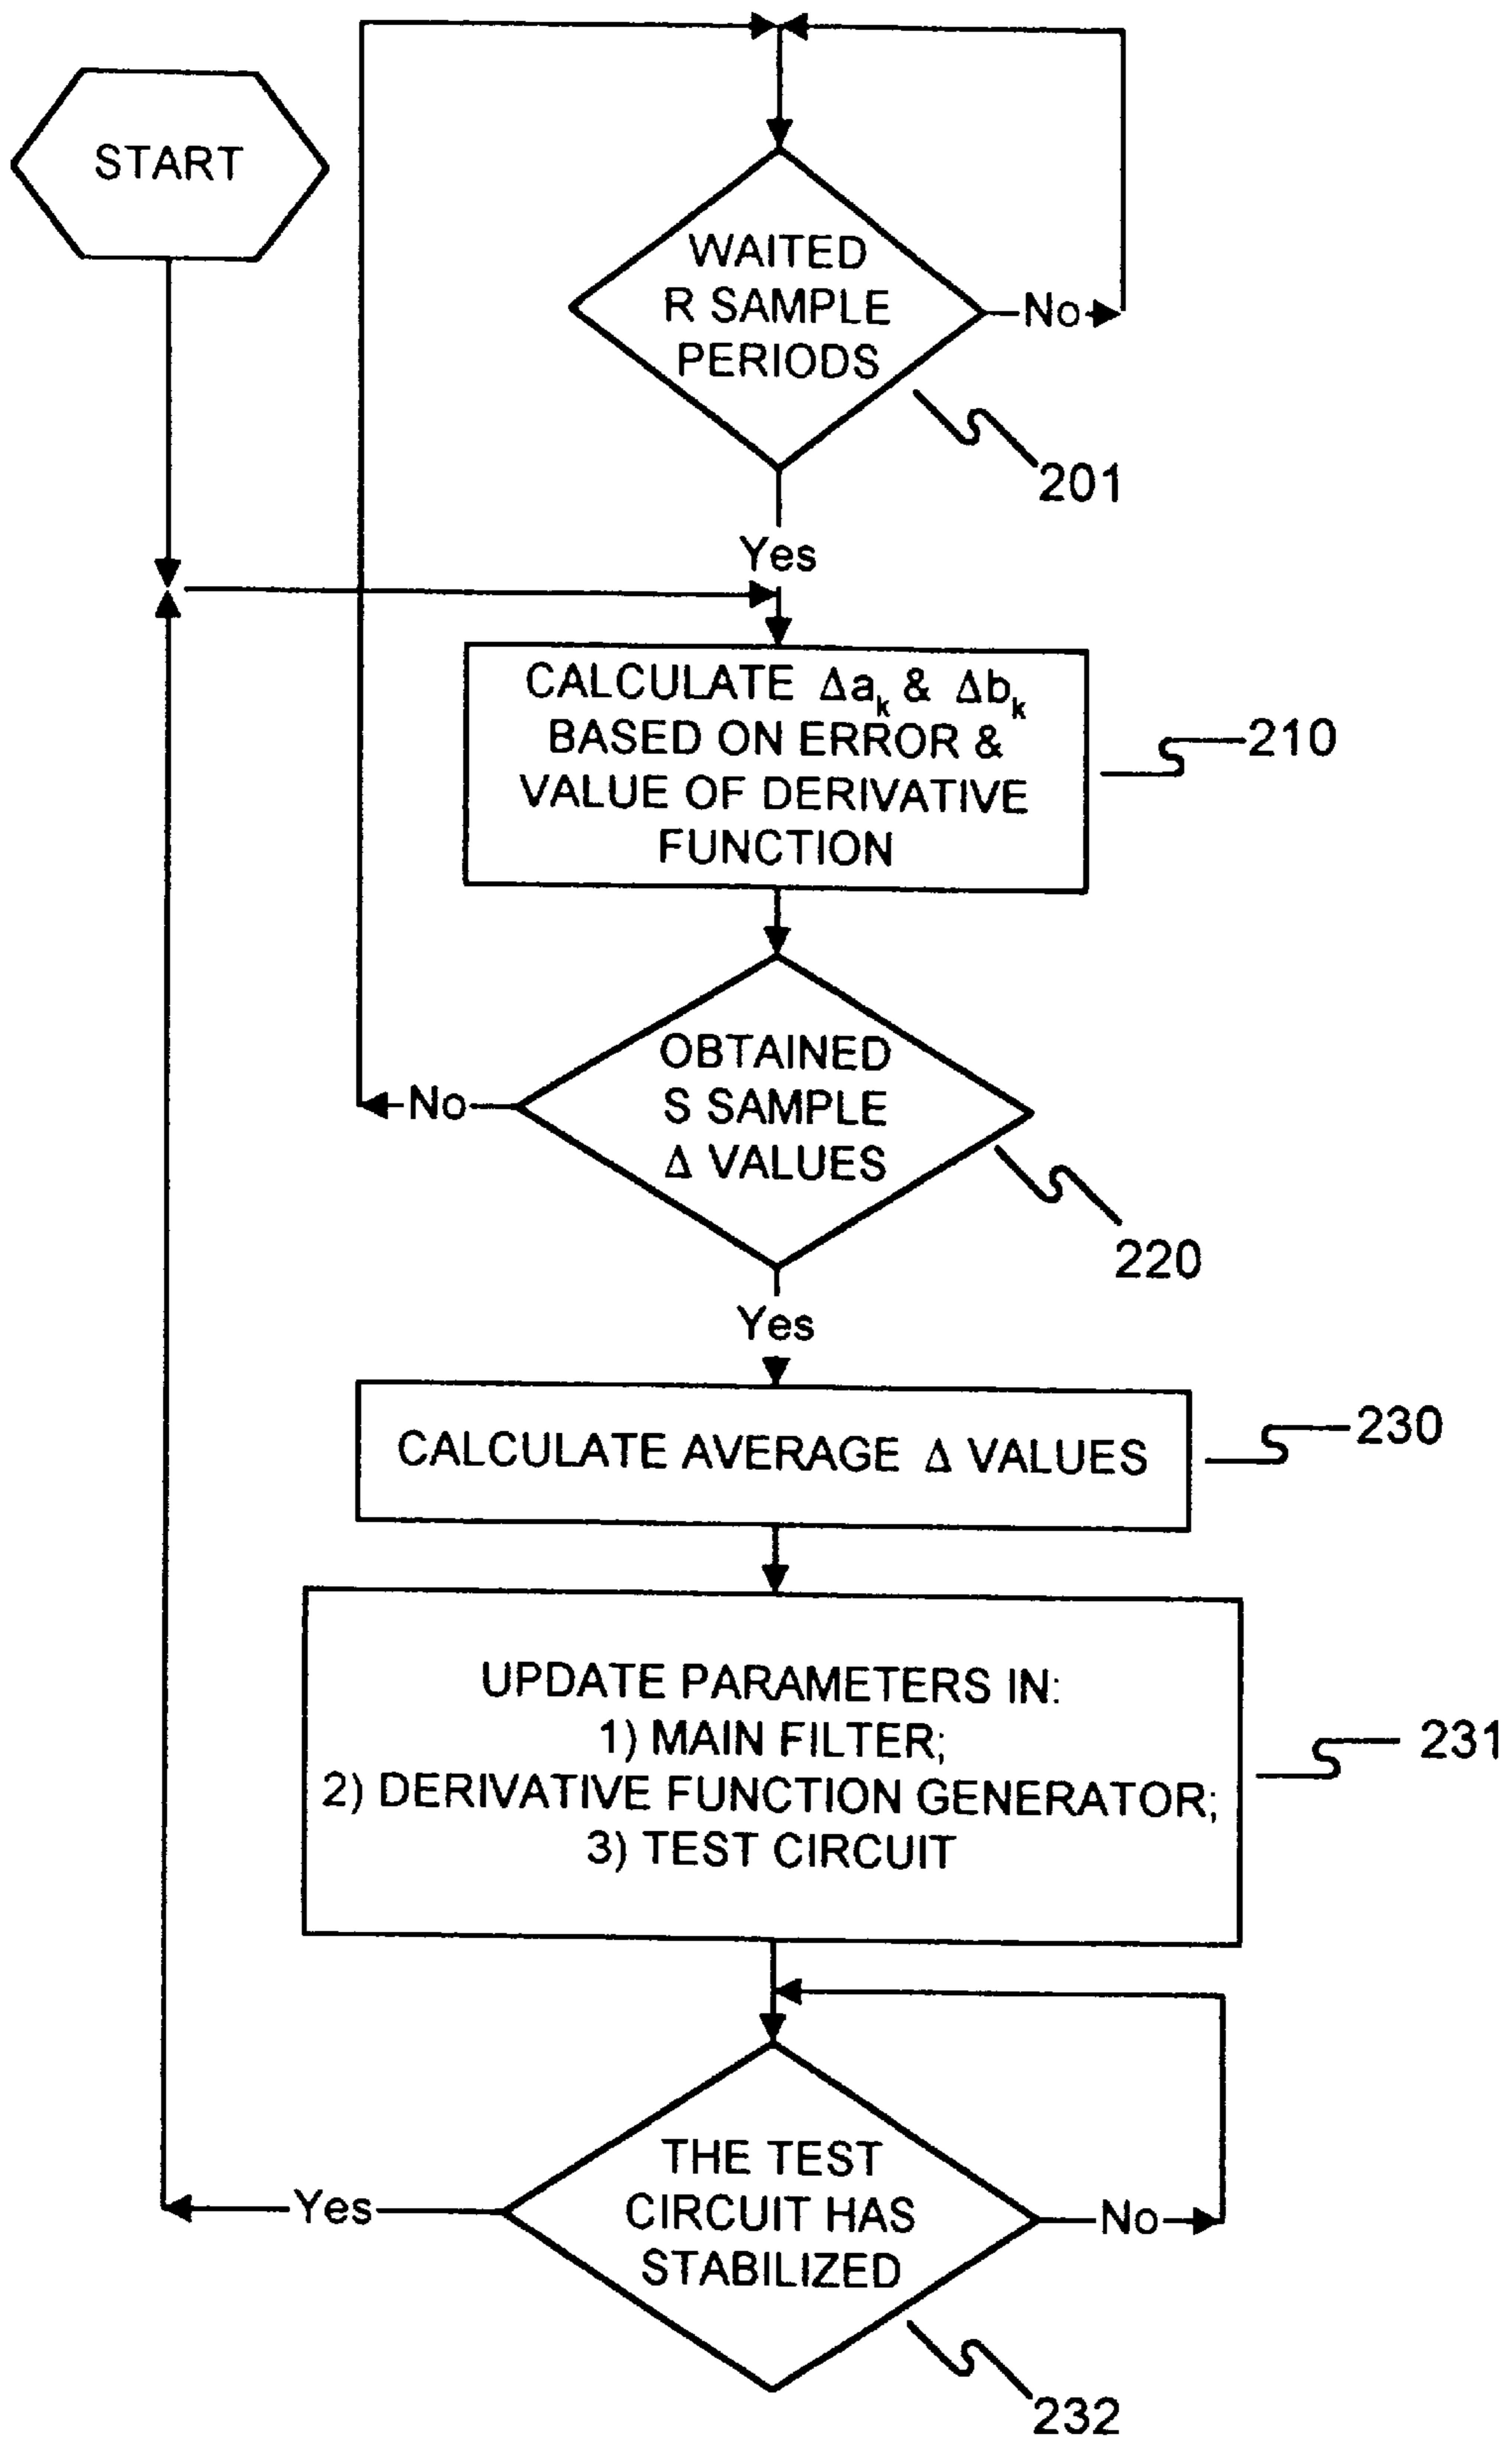 START
WAITED
R SAMPLE
PERIODS
No
201
Yes
CALCULATE Δak & Δbk
BASED ON ERROR &
VALUE OF DERIVATIVE
FUNCTION
210
OBTAINED
S SAMPLE
Δ VALUES
No
220
Yes
CALCULATE AVERAGE Δ VALUES
230
UPDATE PARAMETERS IN:
1) MAIN FILTER;
2) DERIVATIVE FUNCTION GENERATOR;
3) TEST CIRCUIT
231
THE TEST
CIRCUIT HAS
STABILIZED
Yes
No
232